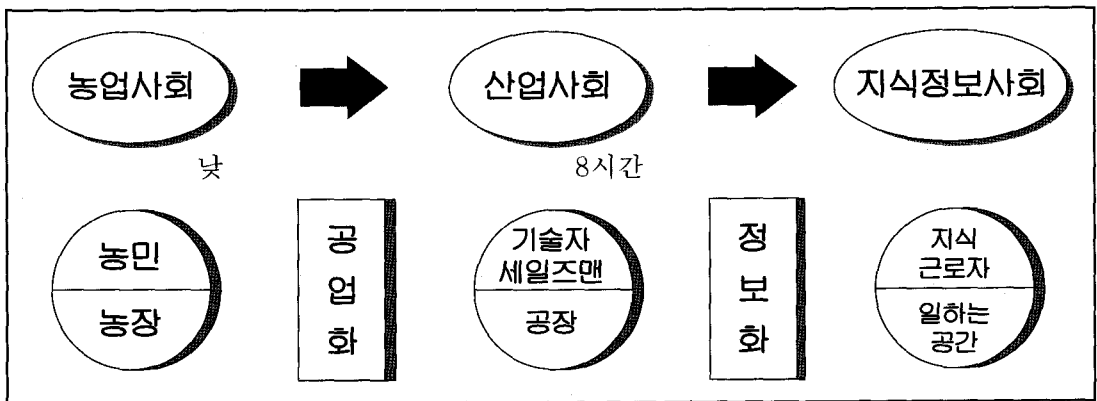 농업사회
산업사회
지식정보사회
낮
8시간
농민
농장
공
업
화
기술자
세일즈맨
공장
정
보
화
지식
근로자
일하는
공간